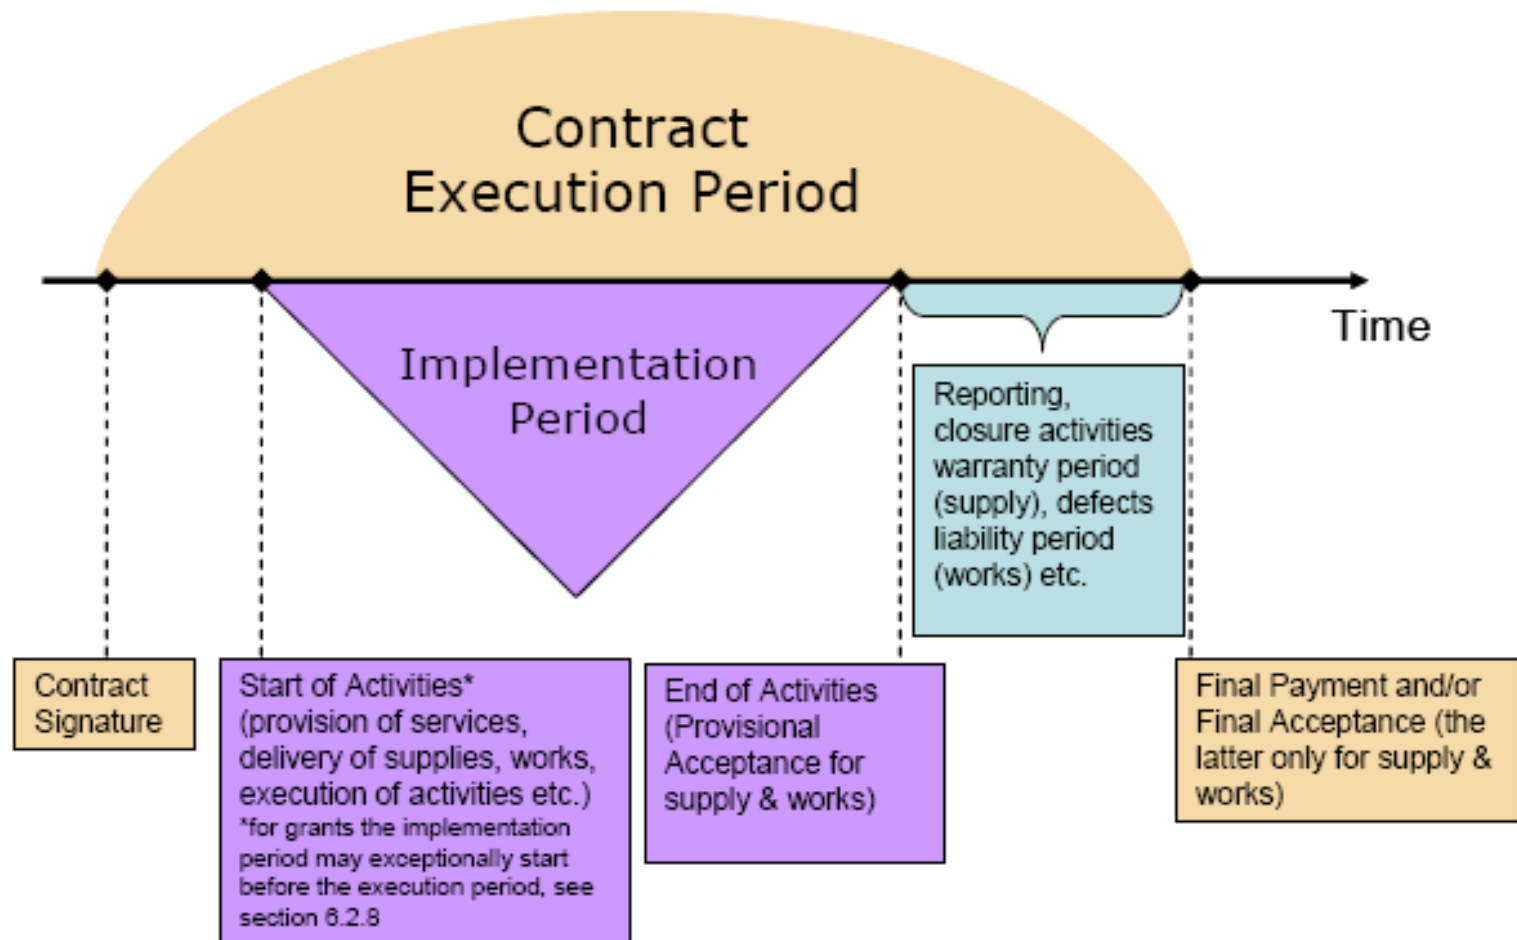 Contract
Execution Period
Time
Implementation
Period
Reporting,
closure activities
warranty period
(supply), defects
liability period
(works) etc.
Contract
Signature
Start of Activities*
(provision of services,
delivery of supplies, works,
execution of activities etc.)
*for grants the implementation
period may exceptionally start
before the execution period, see
section 6.2.8
End of Activities
(Provisional
Acceptance for
supply & works)
Final Payment and/or
Final Acceptance (the
latter only for supply &
works)